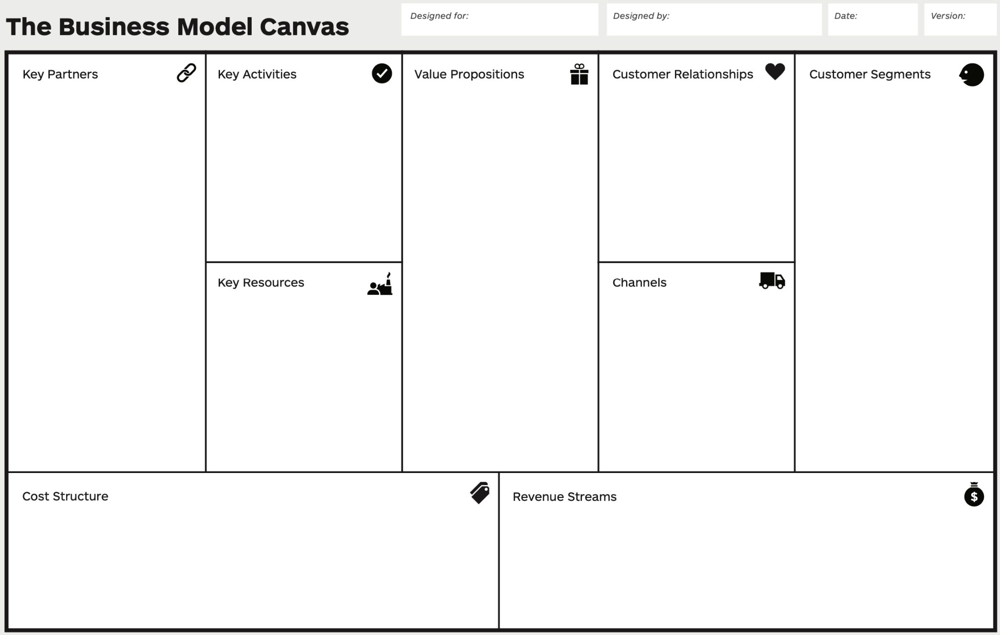 The Business Model Canvas
Designed for:
Designed by:
Date:
Version:
Key Partners
Key Activities
Value Propositions
Customer Relationships
Customer Segments
Key Resources
Channels
Cost Structure
Revenue Streams
$